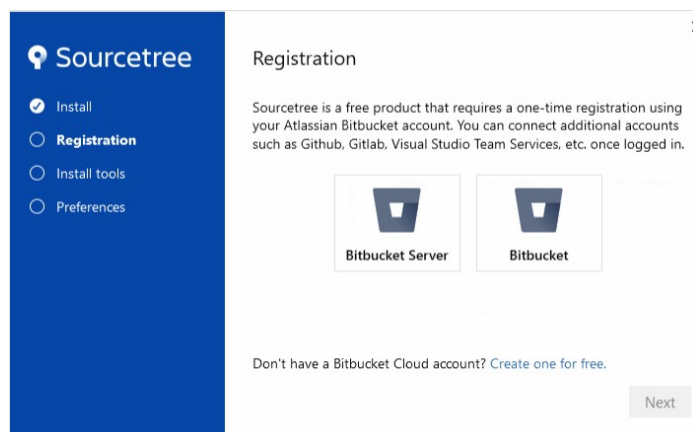 Sourcetree
Install
Registration
Install tools
Preferences
Registration
Sourcetree is a free product that requires a one-time registration using
your Atlassian Bitbucket account. You can connect additional accounts
such as Github, Gitlab, Visual Studio Team Services, etc. once logged in.
Bitbucket Server
Bitbucket
Don't have a Bitbucket Cloud account? Create one for free.
Next